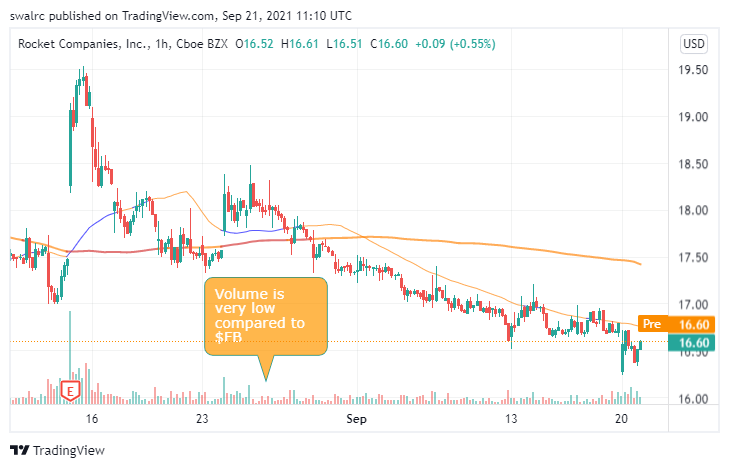 swalrc published on TradingView.com, Sep 21, 2021 11:10 UTC
Rocket Companies, Inc., 1h, Cboe BZX O16.52 H16.61 L16.51 C16.60 +0.09 (+0.55%)
USD
19.50
19.00
18.50
18.00
17.50
17.00
Pre 16.60
16.60
16.50
16.00
Volume is
very low
compared to
$FB
E
16 23 Sep 13 20
TradingView